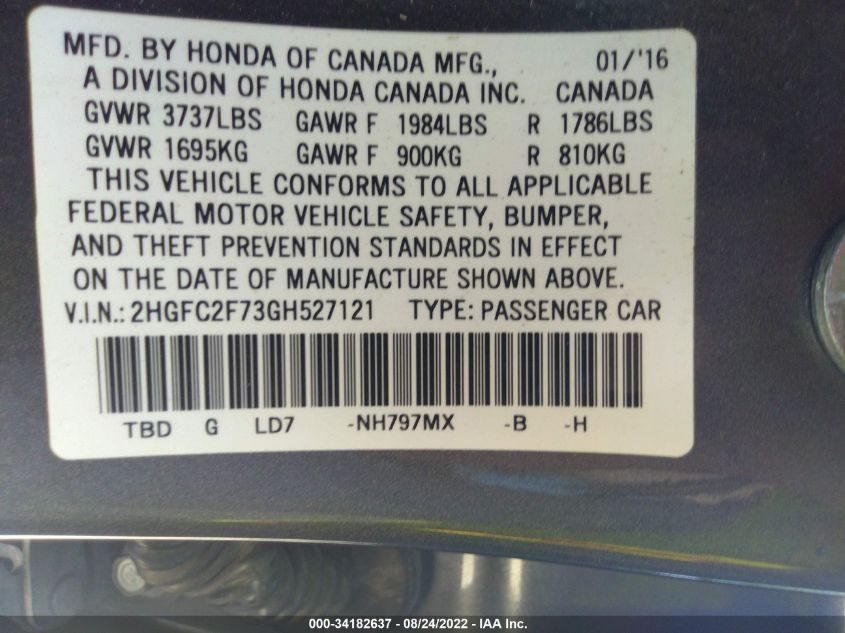 MFD. BY HONDA OF CANADA MFG., 01/'16
A DIVISION OF HONDA CANADA INC. CANADA
GVWR 3737LBS GAWR F 1984LBS R 1786LBS
GVWR 1695KG GAWR F 900KG R 810KG
THIS VEHICLE CONFORMS TO ALL APPLICABLE
FEDERAL MOTOR VEHICLE SAFETY, BUMPER,
AND THEFT PREVENTION STANDARDS IN EFFECT
ON THE DATE OF MANUFACTURE SHOWN ABOVE.
V.I.N.: 2HGFC2F73GH527121 TYPE: PASSENGER CAR
TBD G LD7 -NH797MX -B -H
000-34182637 - 08/24/2022 - IAA Inc.